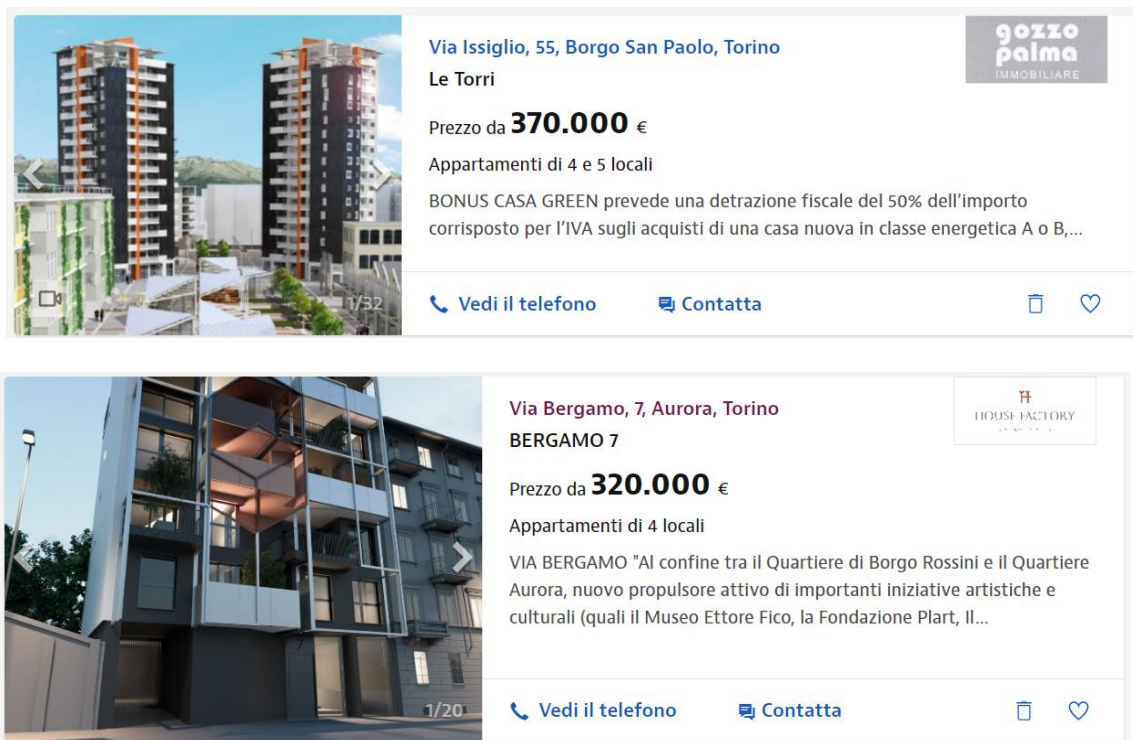 Via Issiglio, 55, Borgo San Paolo, Torino
gozzo
palma
IMMOBILIARE
Le Torri
Prezzo da 370.000 €
Appartamenti di 4 e 5 locali
BONUS CASA GREEN prevede una detrazione fiscale del 50% dell'importo
corrisposto per l'IVA sugli acquisti di una casa nuova in classe energetica A o B,...
1/32
Vedi il telefono
Contatta
Via Bergamo, 7, Aurora, Torino
HOUSE FACTORY
BERGAMO 7
Prezzo da 320.000 €
Appartamenti di 4 locali
VIA BERGAMO "Al confine tra il Quartiere di Borgo Rossini e il Quartiere
Aurora, nuovo propulsore attivo di importanti iniziative artistiche e
culturali (quali il Museo Ettore Fico, la Fondazione Plart, Il...
1/20
Vedi il telefono
Contatta